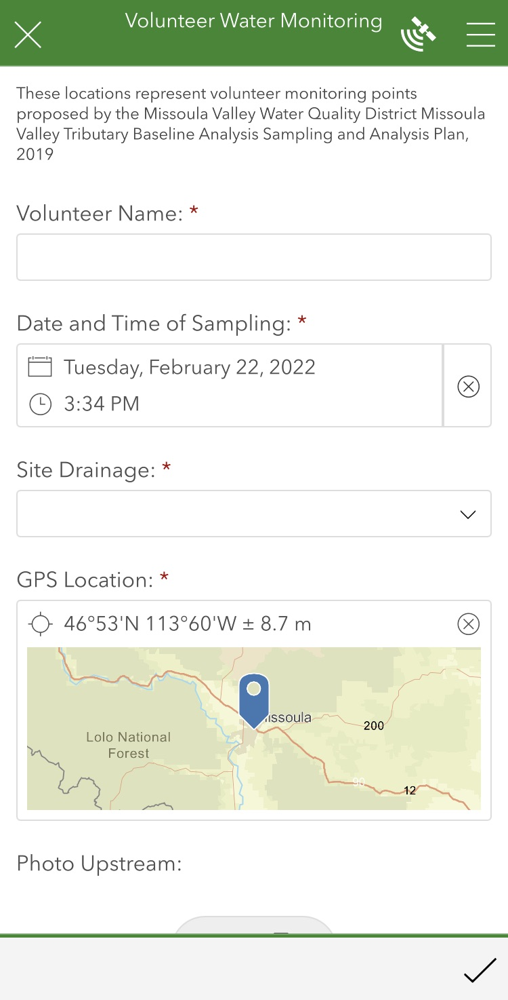 Volunteer Water Monitoring
These locations represent volunteer monitoring points
proposed by the Missoula Valley Water Quality District Missoula
Valley Tributary Baseline Analysis Sampling and Analysis Plan,
2019
Volunteer Name: *
Date and Time of Sampling: *
Tuesday, February 22, 2022
3:34 PM
Site Drainage: *
GPS Location: *
46°53'N 113°60'W ± 8.7 m
issoula
200
Lolo National
Forest
90
12
Photo Upstream: